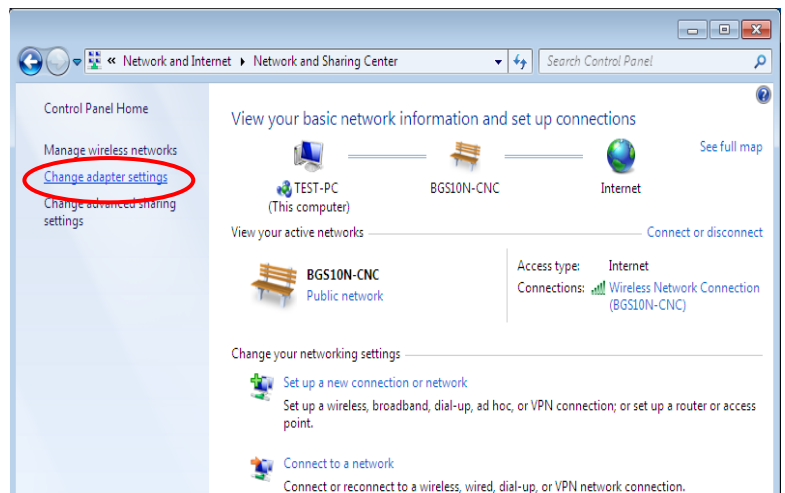 « Network and Internet ▸ Network and Sharing Center
Search Control Panel
Control Panel Home
Manage wireless networks
Change adapter settings
Change advanced sharing
settings
View your basic network information and set up connections
See full map
TEST-PC
(This computer)
BGS10N-CNC
Internet
View your active networks
Connect or disconnect
BGS10N-CNC
Public network
Access type: Internet
Connections: Wireless Network Connection
(BGS10N-CNC)
Change your networking settings
Set up a new connection or network
Set up a wireless, broadband, dial-up, ad hoc, or VPN connection; or set up a router or access
point.
Connect to a network
Connect or reconnect to a wireless, wired, dial-up, or VPN network connection.